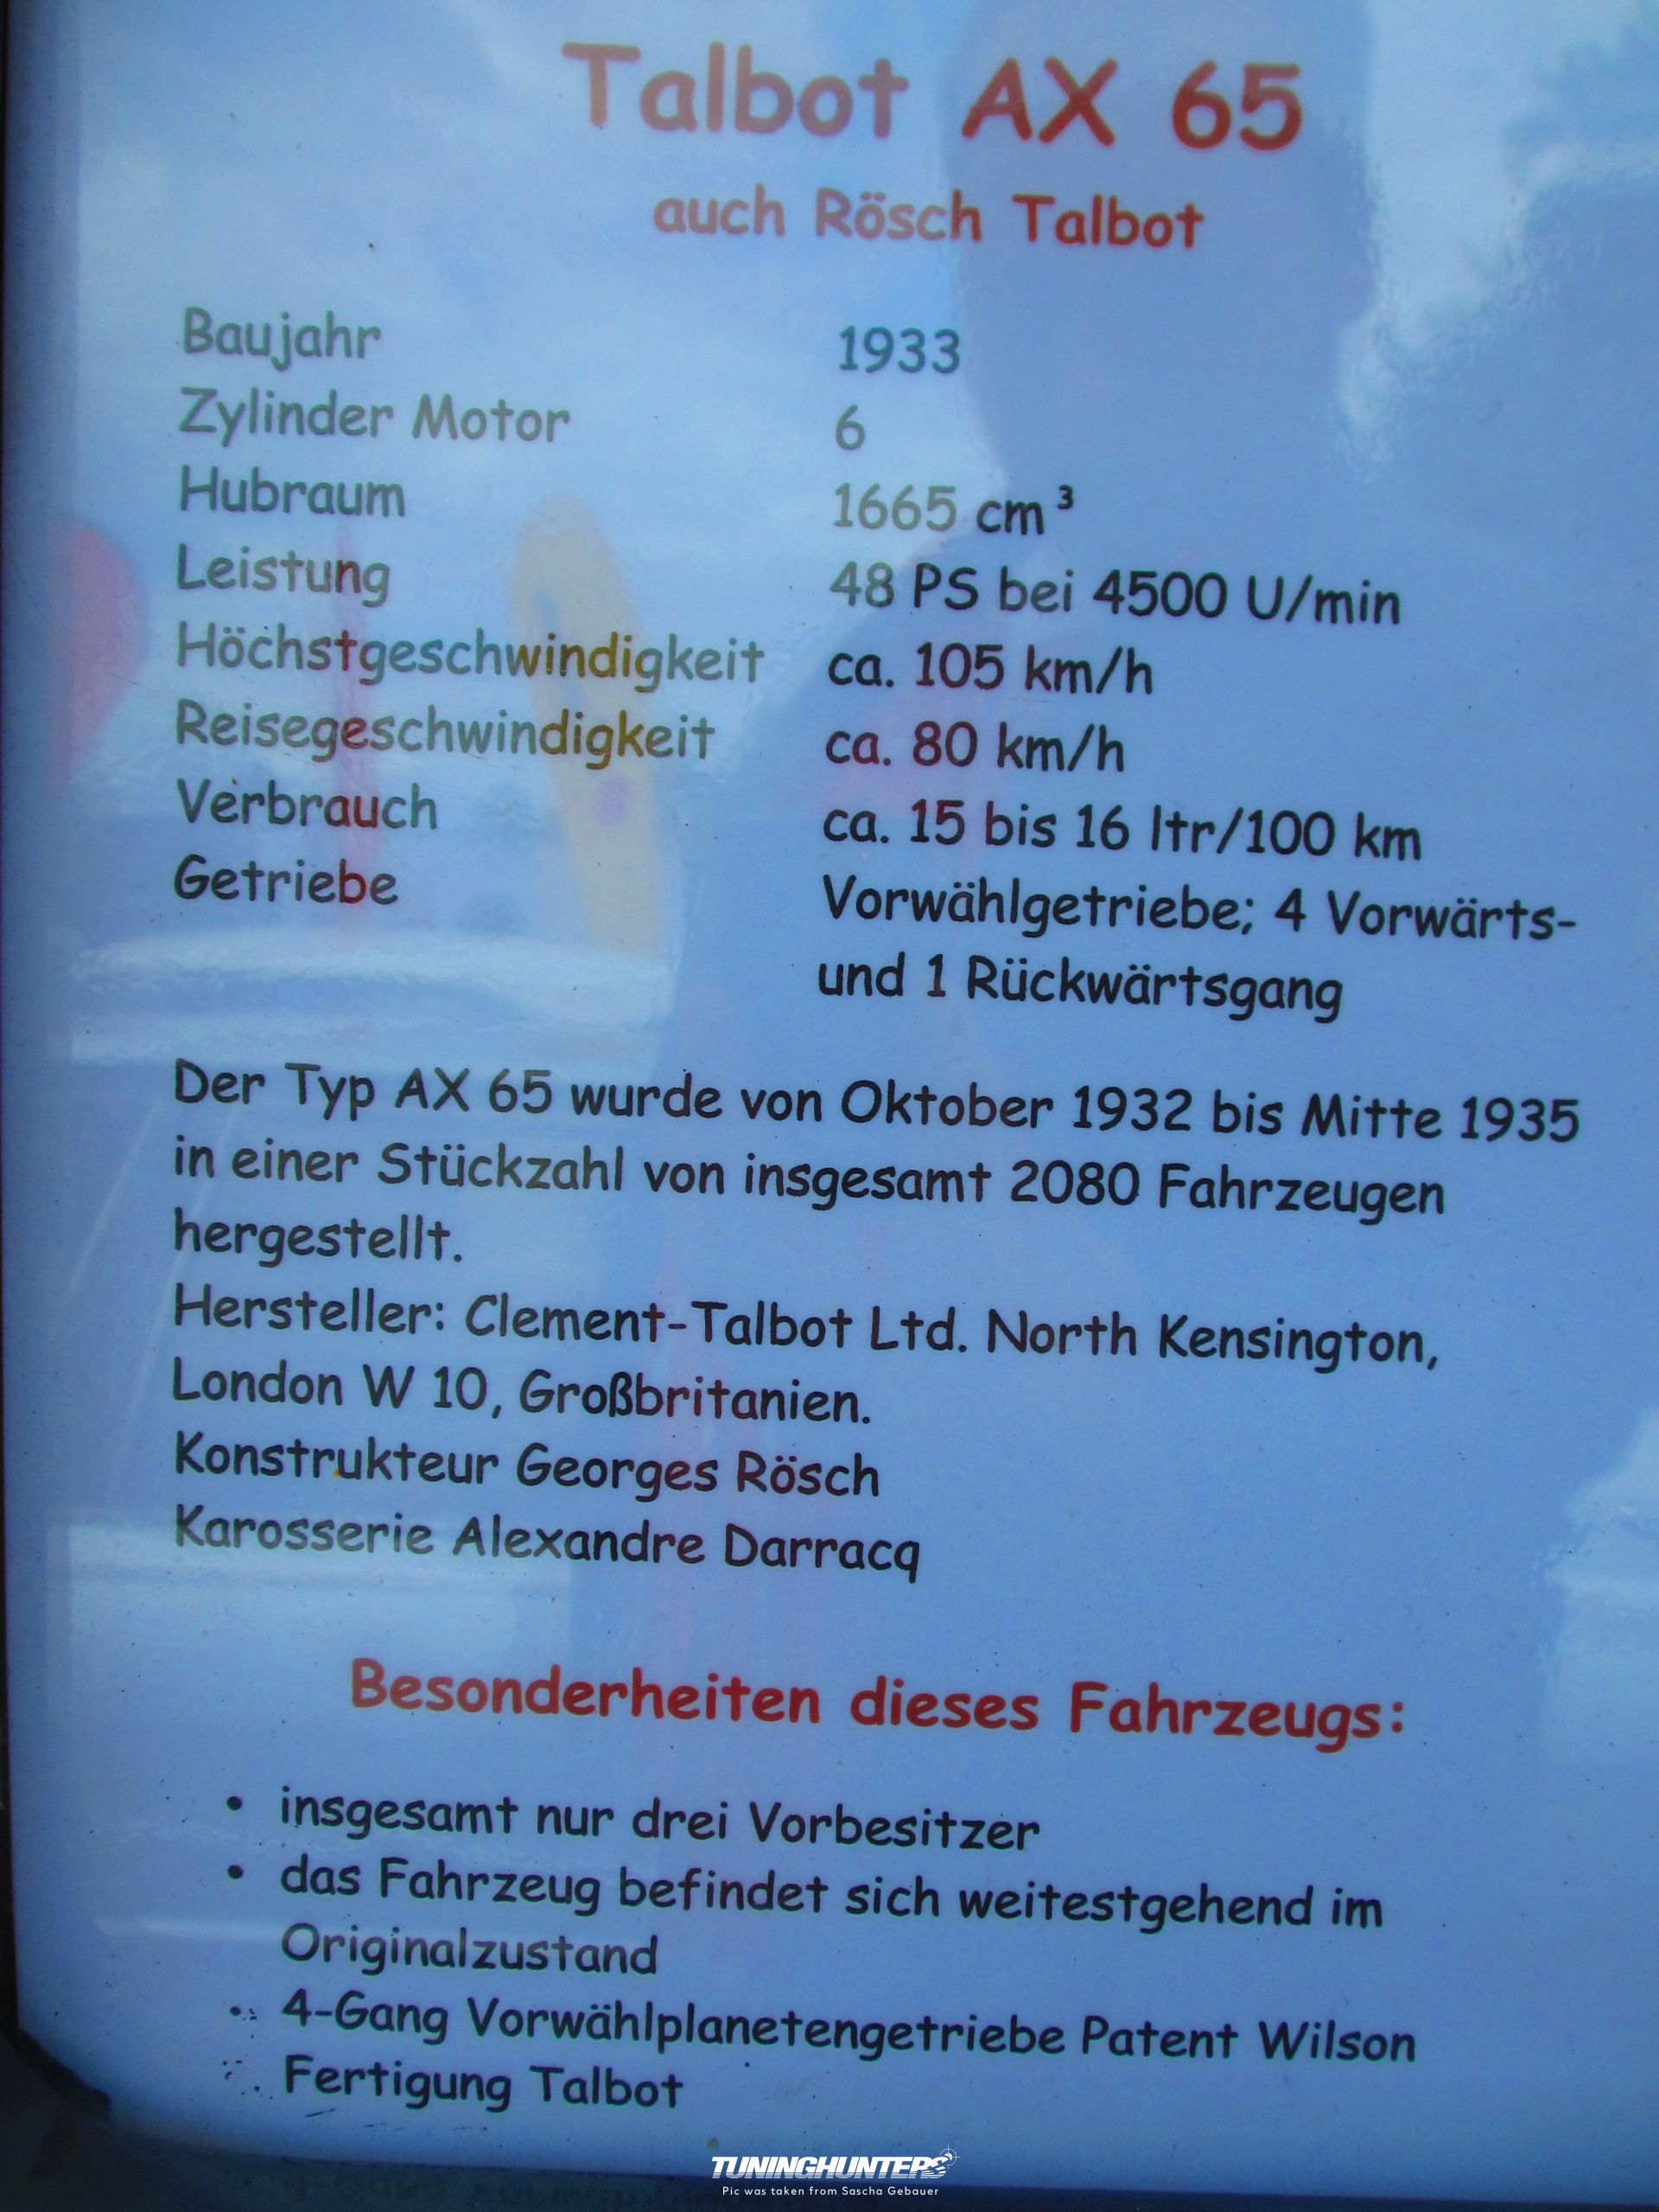 Talbot AX 65
auch Rösch Talbot
Baujahr 1933
Zylinder Motor 6
Hubraum 1665 cm³
Leistung 48 PS bei 4500 U/min
Höchstgeschwindigkeit ca. 105 km/h
Reisegeschwindigkeit ca. 80 km/h
Verbrauch ca. 15 bis 16 ltr/100 km
Getriebe Vorwählgetriebe; 4 Vorwärts-
und 1 Rückwärtsgang
Der Typ AX 65 wurde von Oktober 1932 bis Mitte 1935
in einer Stückzahl von insgesamt 2080 Fahrzeugen
hergestellt.
Hersteller: Clement-Talbot Ltd. North Kensington,
London W 10, Großbritanien.
Konstrukteur Georges Rösch
Karosserie Alexandre Darracq
Besonderheiten dieses Fahrzeugs:
• insgesamt nur drei Vorbesitzer
• das Fahrzeug befindet sich weitestgehend im
Originalzustand
• 4-Gang Vorwählplanetengetriebe Patent Wilson
Fertigung Talbot
TUNINGHUNTERS
Pic was taken from Sascha Gebauer